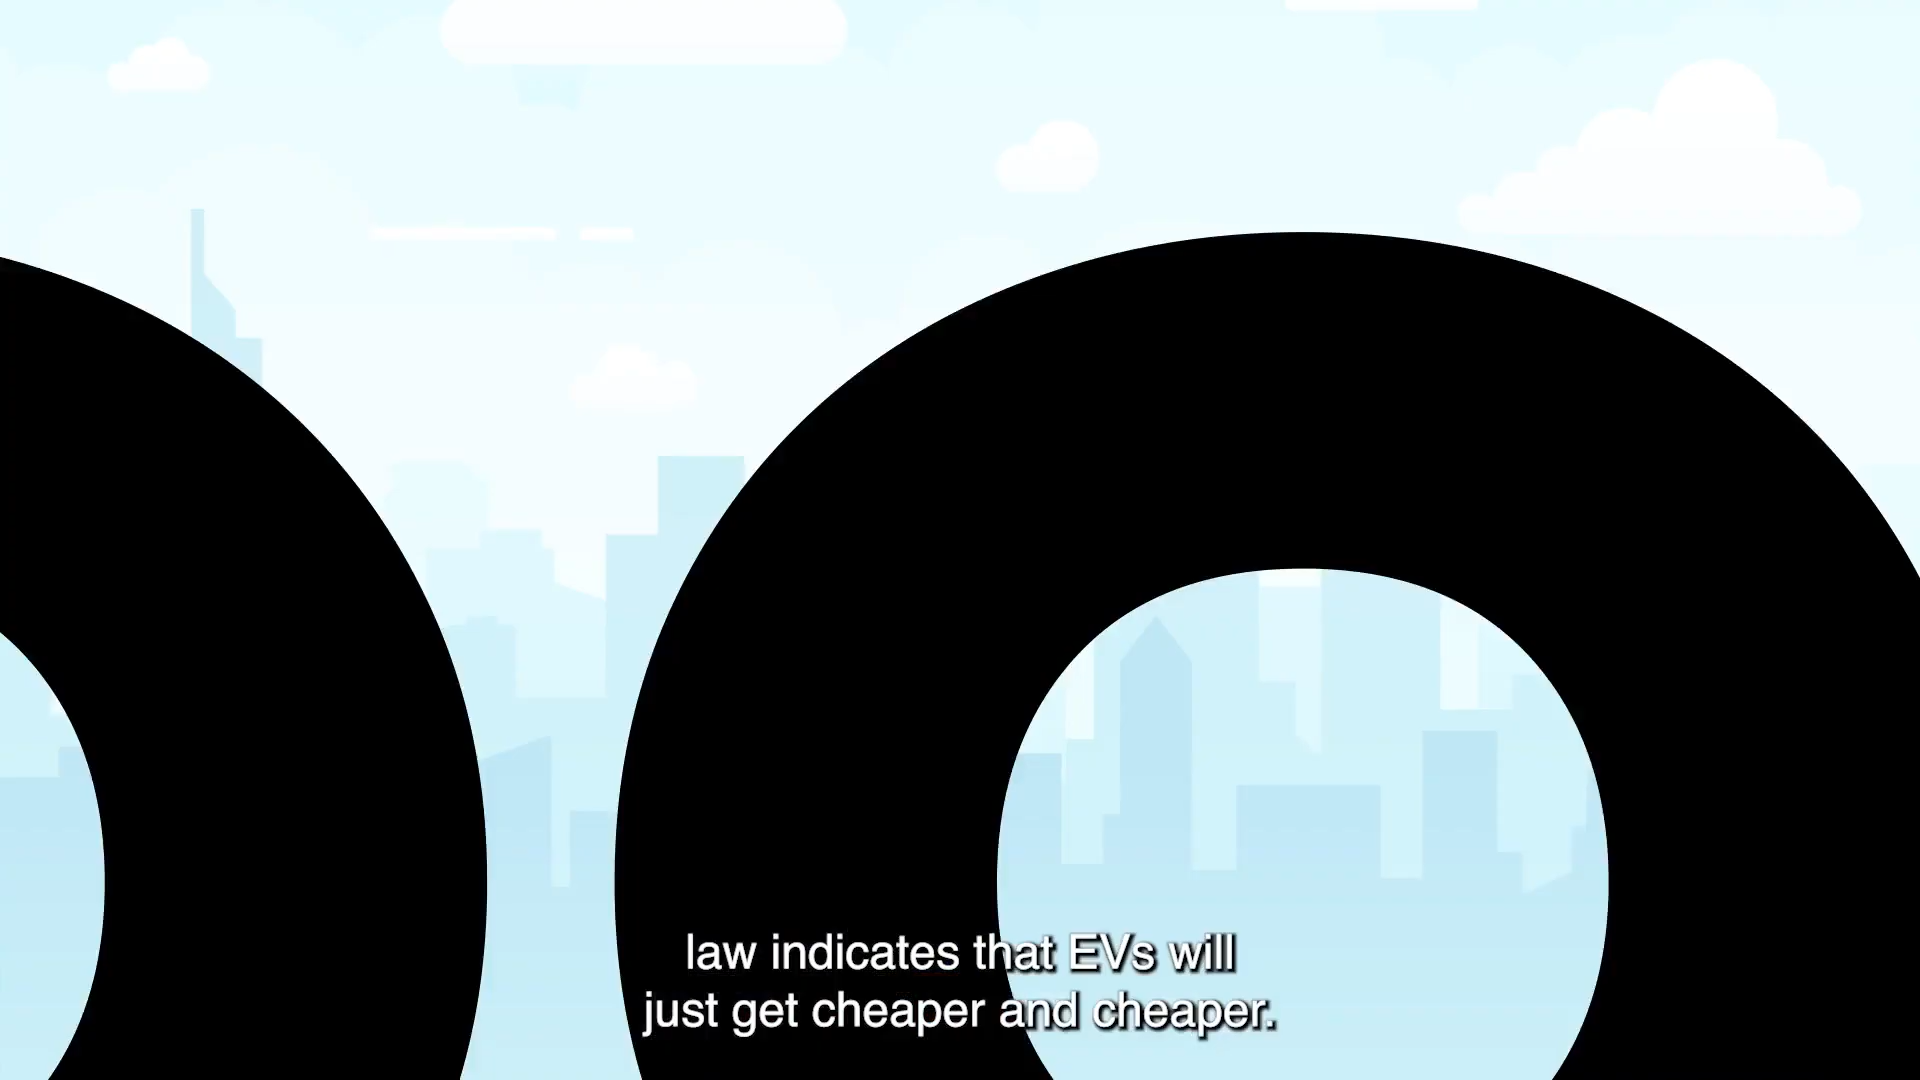 law indicates that EVs will
just get cheaper and cheaper.